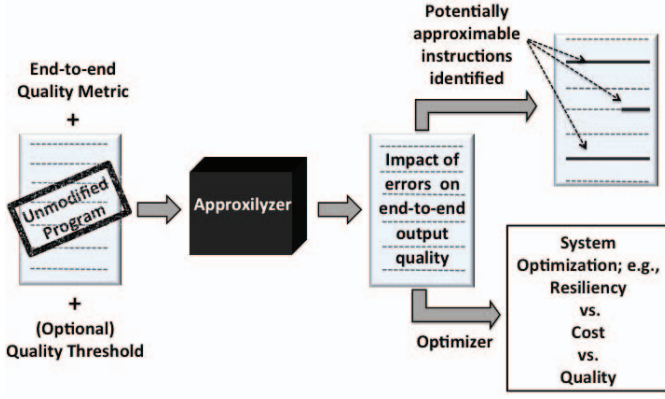 End-to-end
Quality Metric
+
Unmodified
Program
+
(Optional)
Quality Threshold
Approxilyzer
Impact of
errors on
end-to-end
output
quality
Potentially
approximable
instructions
identified
Optimizer
System
Optimization; e.g.,
Resiliency
vs.
Cost
vs.
Quality